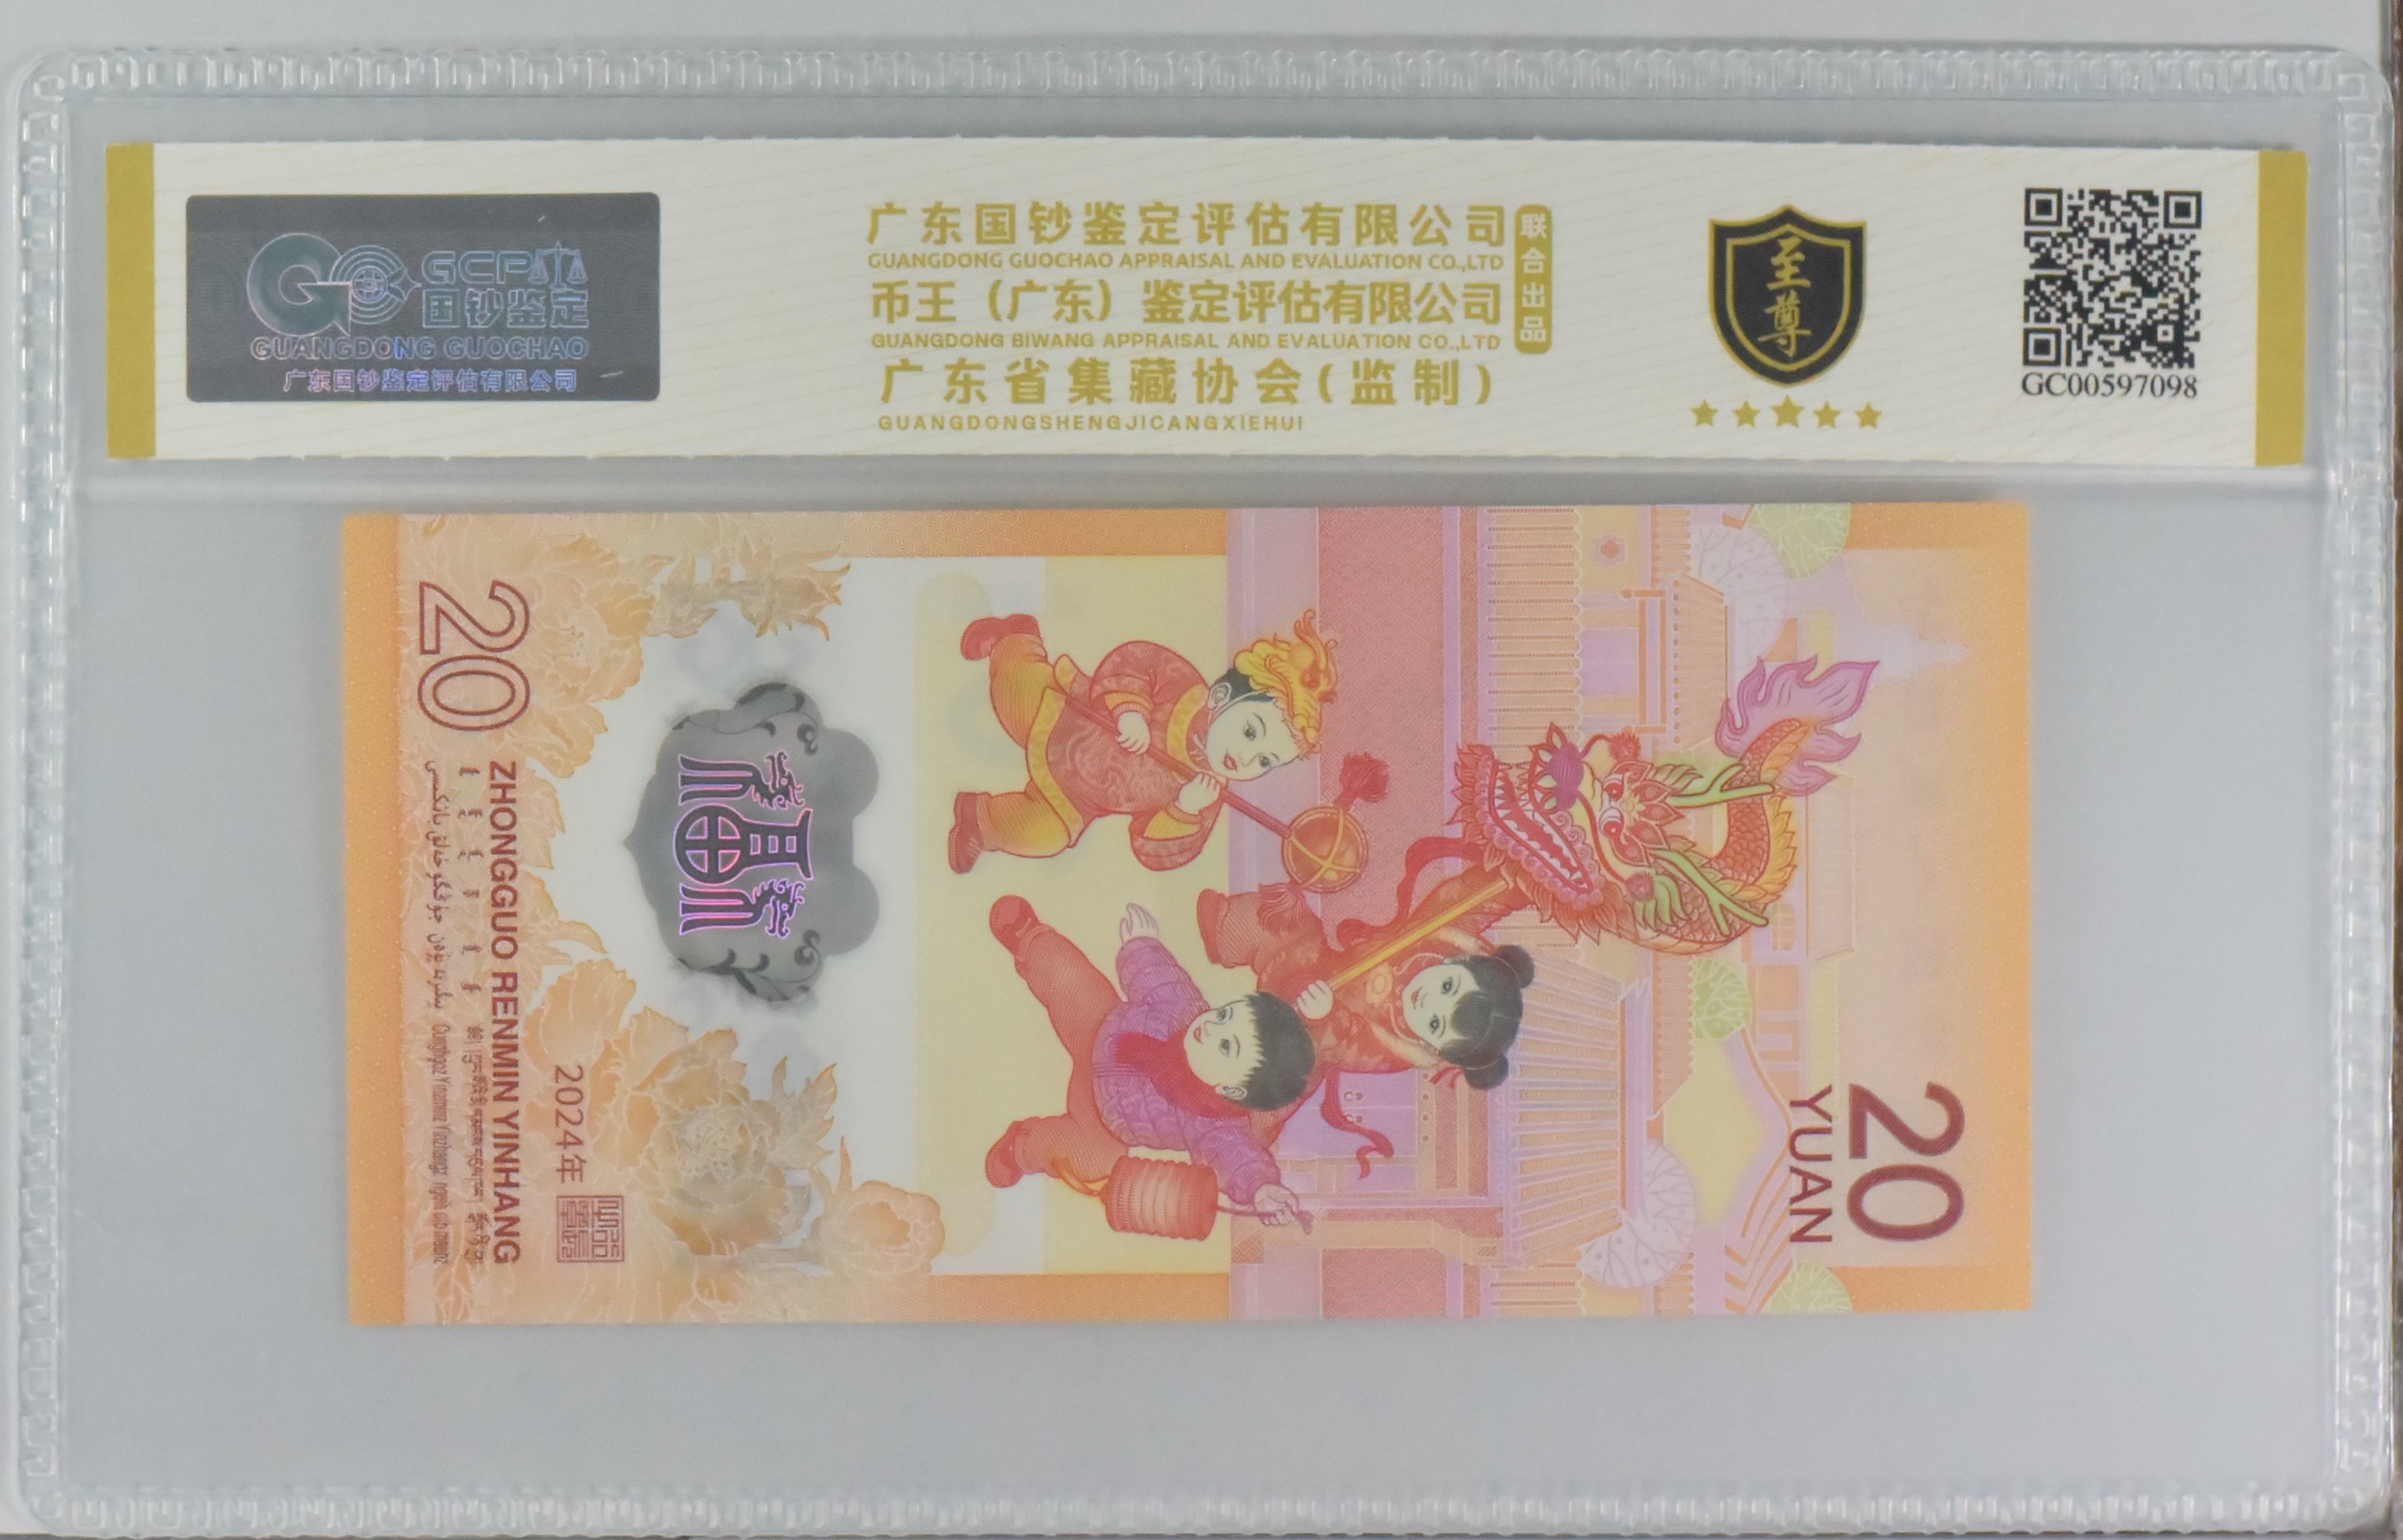 GCP
国钞鉴定
GUANGDONG GUOCHAO
广东国钞鉴定评估有限公司
广东国钞鉴定评估有限公司
GUANGDONG GUOCHAO APPRAISAL AND EVALUATION CO.,LTD
币王（广东）鉴定评估有限公司
GUANGDONG BIWANG APPRAISAL AND EVALUATION CO.,LTD
广东省集藏协会(监制)
GUANGDONGSHENGJICANGXIEHUI
联合出品
至尊
GC00597098
20
YUAN
福
2024年
ZHONGGUO RENMIN YINHANG
20